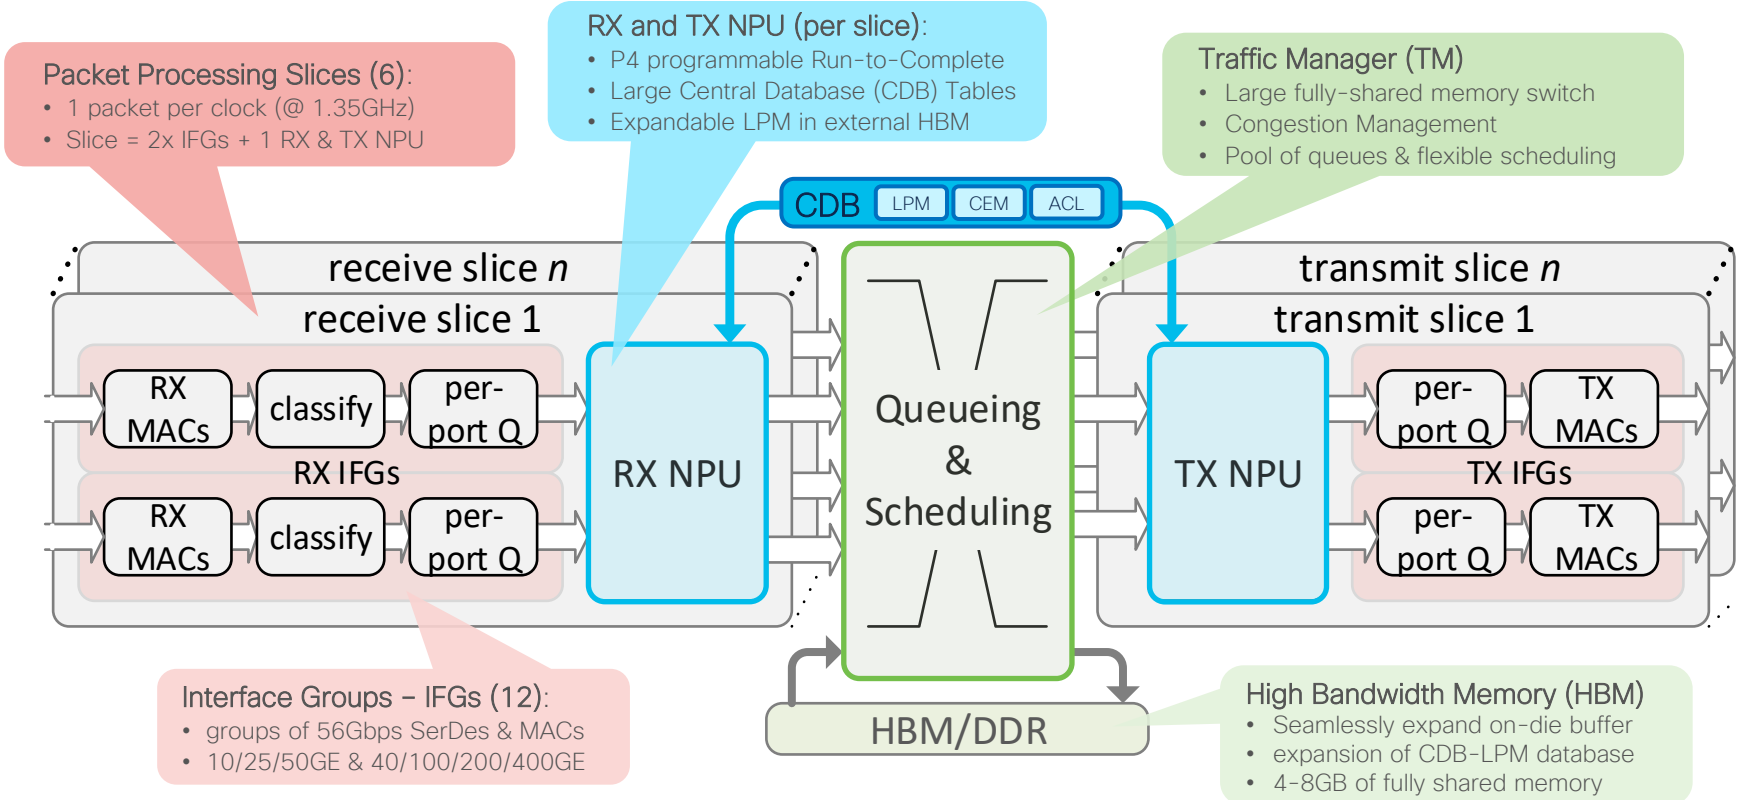 RX and TX NPU (per slice):
• P4 programmable Run-to-Complete
• Large Central Database (CDB) Tables
• Expandable LPM in external HBM
Packet Processing Slices (6):
• 1 packet per clock (@ 1.35GHz)
• Slice = 2x IFGs + 1 RX & TX NPU
Traffic Manager (TM)
• Large fully-shared memory switch
• Congestion Management
• Pool of queues & flexible scheduling
CDB
LPM
CEM
ACL
receive slice n
receive slice 1
RX
MACs
classify
per-
port Q
RX IFGs
RX
MACs
classify
per-
port Q
RX NPU
Queueing
&
Scheduling
transmit slice n
transmit slice 1
TX NPU
per-
port Q
TX
MACs
TX IFGs
per-
port Q
TX
MACs
Interface Groups – IFGs (12):
• groups of 56Gbps SerDes & MACs
• 10/25/50GE & 40/100/200/400GE
HBM/DDR
High Bandwidth Memory (HBM)
• Seamlessly expand on-die buffer
• expansion of CDB-LPM database
• 4-8GB of fully shared memory